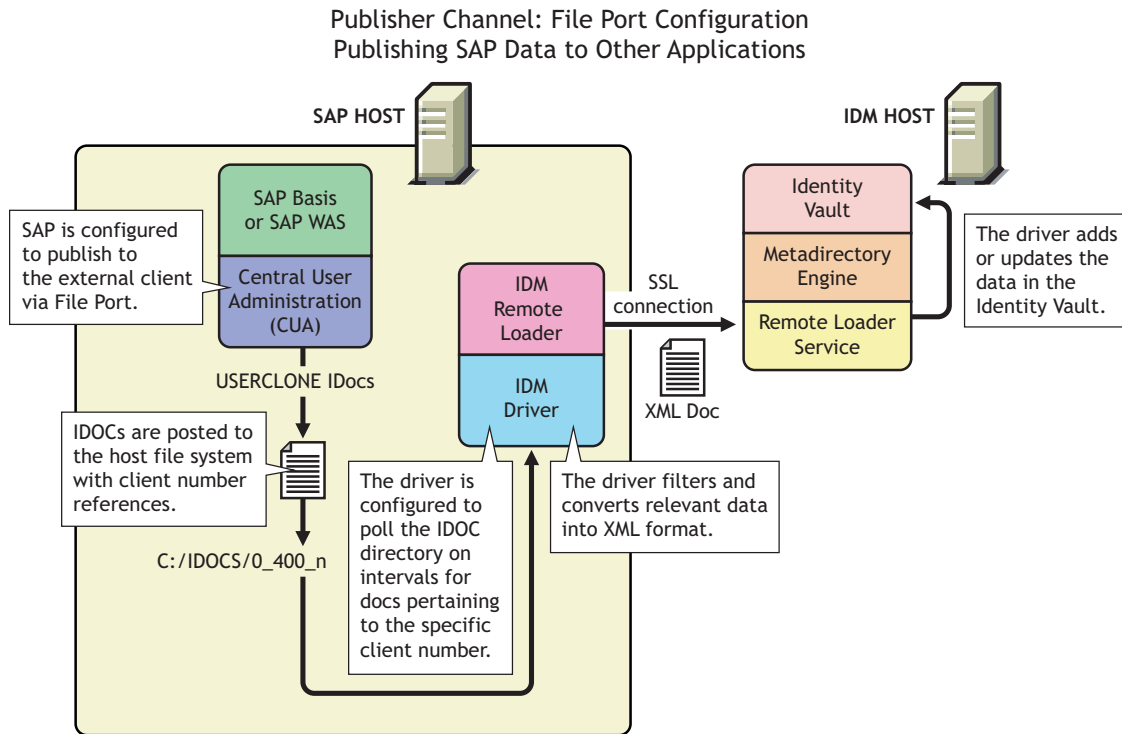 Publisher Channel: File Port Configuration
Publishing SAP Data to Other Applications
SAP HOST
IDM HOST
SAP Basis
or SAP WAS
Central User
Administration
(CUA)
SAP is configured
to publish to
the external client
via File Port.
USERCLONE IDocs
IDOCs are posted to
the host file system
with client number
references.
C:/IDOCS/0_400_n
IDM
Remote
Loader
IDM
Driver
The driver is
configured to
poll the IDOC
directory on
intervals for
docs pertaining
to the specific
client number.
The driver filters and
converts relevant data
into XML format.
SSL
connection
XML Doc
Identity
Vault
Metadirectory
Engine
Remote Loader
Service
The driver adds
or updates the
data in the
Identity Vault.